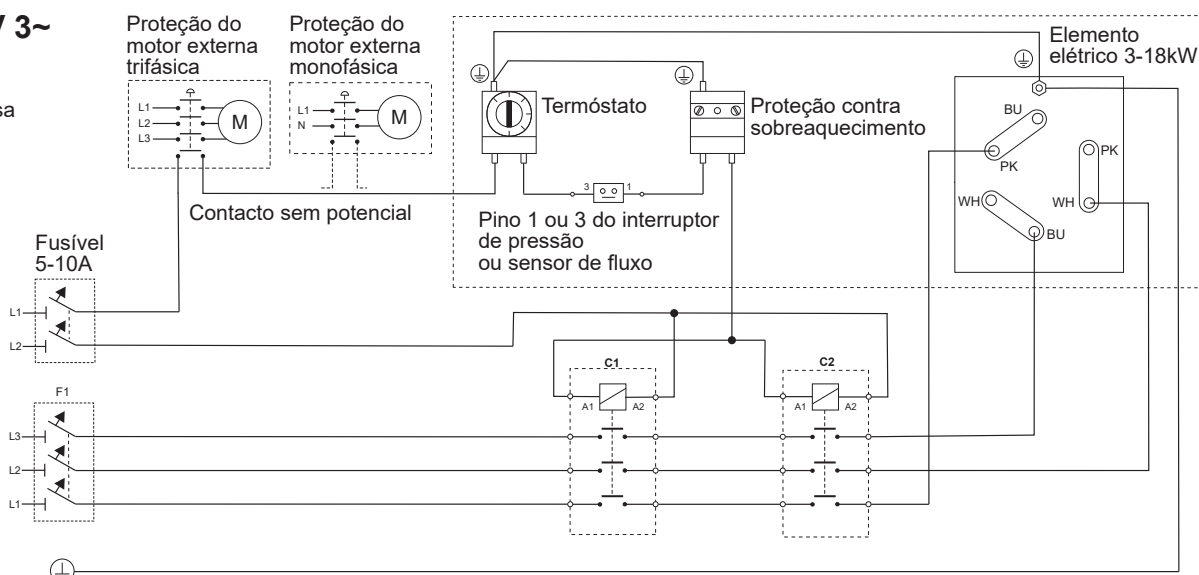 V 3~
sa
Proteção do
motor externa
trifásica
Proteção do
motor externa
monofásica
Elemento
elétrico 3-18kW
L1
L2
L3
M
L1
N
M
Termóstato
Proteção contra
sobreaquecimento
BU
PK
PK
WH
WH
BU
3
1
Contacto sem potencial
Pino 1 ou 3 do interruptor
de pressão
ou sensor de fluxo
Fusível
5-10A
L1
L2
C1
C2
A1
A2
A1
A2
F1
L3
L2
L1